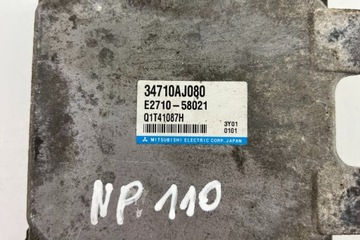 34710AJ080
E2710-58021
Q1T41087H
3Y01
0101
MITSUBISHI ELECTRIC CORP. JAPAN
NP. 110